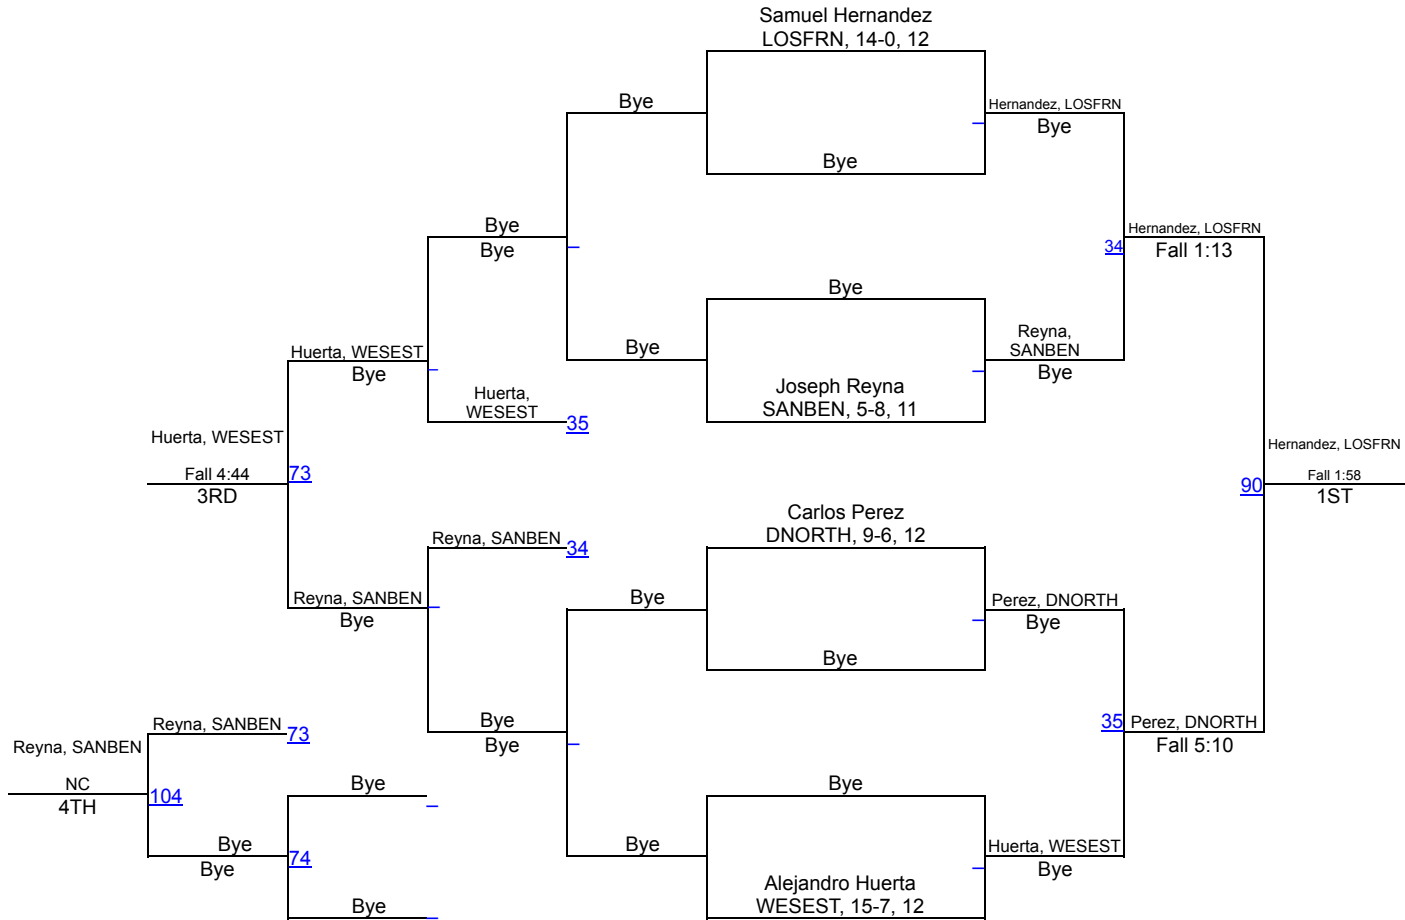 Samuel Hernandez
LOSFRN, 14-0, 12
Bye
Hernandez, LOSFRN
Bye
Bye
Bye
Bye
Hernandez, LOSFRN
34
Fall 1:13
Bye
Reyna,
SANBEN
Bye
Bye
Huerta, WESEST
Bye
Joseph Reyna
SANBEN, 5-8, 11
Huerta,
WESEST
35
Huerta, WESEST
Fall 4:44
73
3RD
Hernandez, LOSFRN
Fall 1:58
90
1ST
Carlos Perez
DNORTH, 9-6, 12
Reyna, SANBEN
34
Reyna, SANBEN
Bye
Bye
Perez, DNORTH
Bye
Bye
Bye
Bye
35
Perez, DNORTH
Fall 5:10
Reyna, SANBEN
73
Reyna, SANBEN
NC
104
4TH
Bye
Bye
Bye
Bye
74
Bye
Huerta, WESEST
Bye
Alejandro Huerta
WESEST, 15-7, 12
Bye